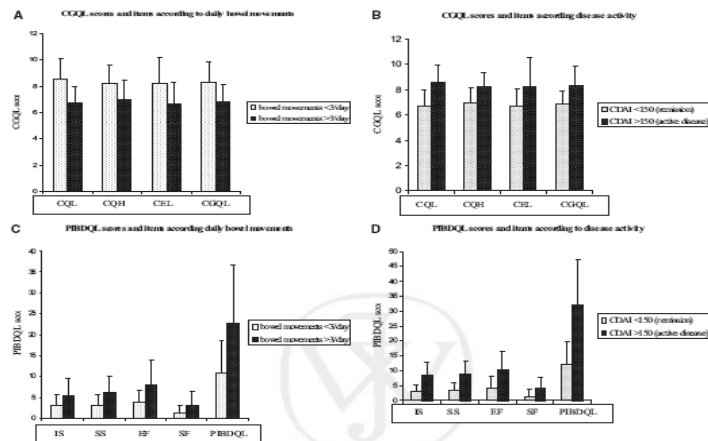 A
CGQL scores and items according to daily bowel movements
CGQL score
12
10
8
6
4
2
0
CQL CQH CEL CGQL
bowel movements <3/day
bowel movements >3/day
B
CGQL scores and items according disease activity
CGQL score
12
10
8
6
4
2
0
CQL CQH CEL CGQL
CDAI <150 (remission)
CDAI >150 (active disease)
C
PIBDQL scores and items according daily bowel movements
PIBDQL score
40
35
30
25
20
15
10
5
0
IS SS EF SF PIBDQL
bowel movements <3/day
bowel movements >3/day
D
PIBDQL scores and items according to disease activity
PIBDQL score
50
45
40
35
30
25
20
15
10
5
0
IS SS EF SF PIBDQL
CDAI <150 (remission)
CDAI >150 (active disease)